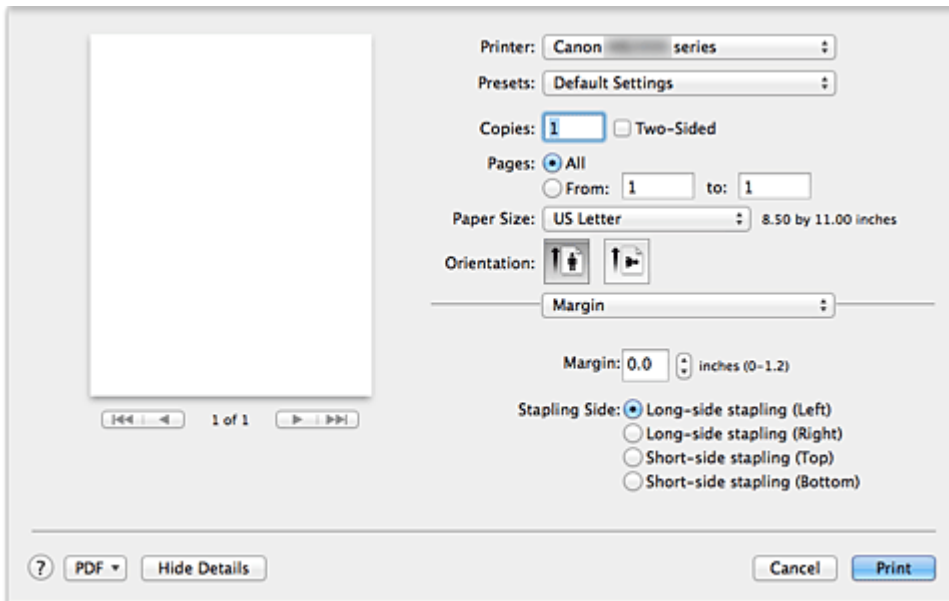 Printer: Canon series
Presets: Default Settings
Copies: 1 Two-Sided
Pages: All
From: 1 to: 1
Paper Size: US Letter 8.50 by 11.00 inches
Orientation:
Margin
Margin: 0.0 inches (0-1.2)
Stapling Side: Long-side stapling (Left)
Long-side stapling (Right)
Short-side stapling (Top)
Short-side stapling (Bottom)
1 of 1
? PDF Hide Details Cancel Print